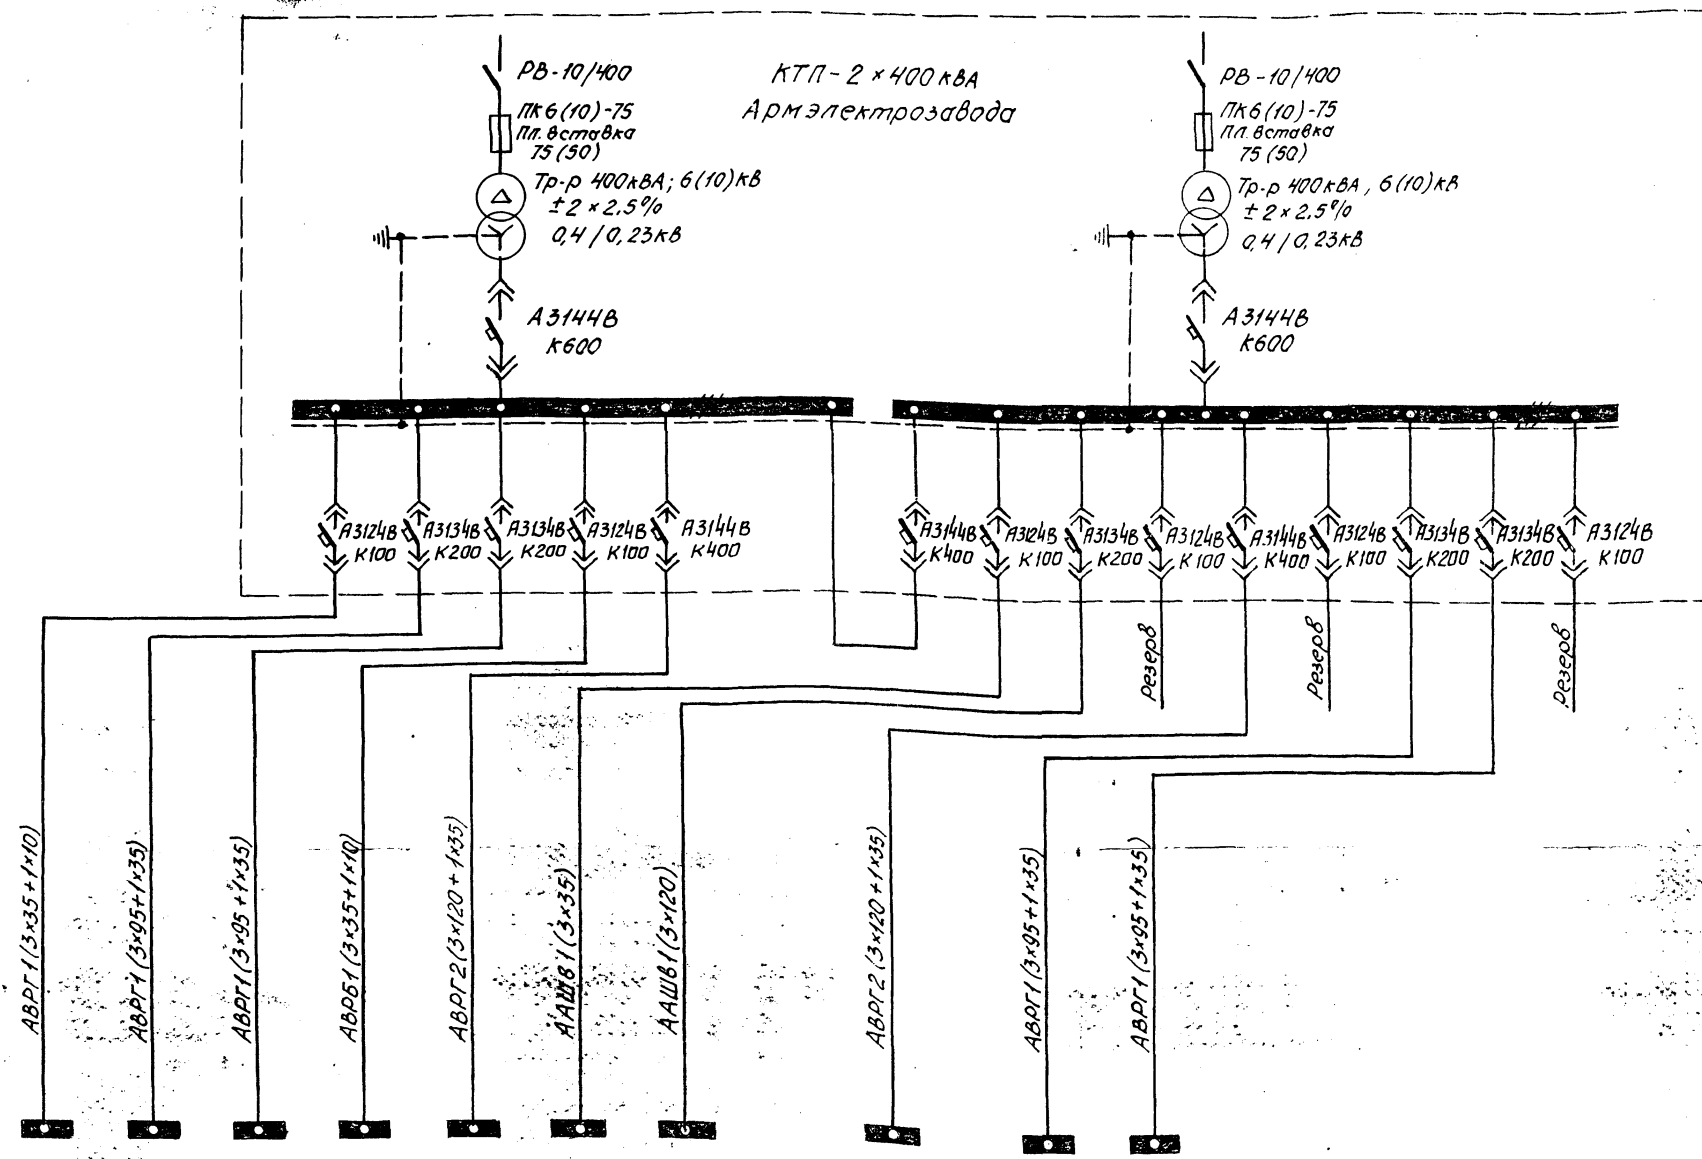 РВ-10/400
ПК6(10)-75
Пл. вставка
75(50)
Тр-р 400кВА; 6(10)кВ
±2×2,5%
0,4/0,23кВ
А3144В
К600
КТП-2×400кВА
Армэлектрозавода
РВ-10/400
ПК6(10)-75
Пл. вставка
75(50)
Тр-р 400кВА, 6(10)кВ
±2×2,5%
0,4/0,23кВ
А3144В
К600
А3124В
К100
А3134В
К200
А3134В
К200
А3124В
К100
А3144В
К400
А3144В
К400
А3124В
К100
А3134В
К200
А3124В
К100
А3144В
К400
А3124В
К100
А3134В
К200
А3134В
К200
А3124В
К100
Резерв
Резерв
Резерв
АВРГ1(3×35+1×10)
АВРГ1(3×95+1×35)
АВРГ1(3×95+1×35)
АВРБ1(3×35+1×10)
АВРГ2(3×120+1×35)
ААШВ1(3×35)
ААШВ1(3×120)
АВРГ2(3×120+1×35)
АВРГ1(3×95+1×35)
АВРГ1(3×95+1×35)